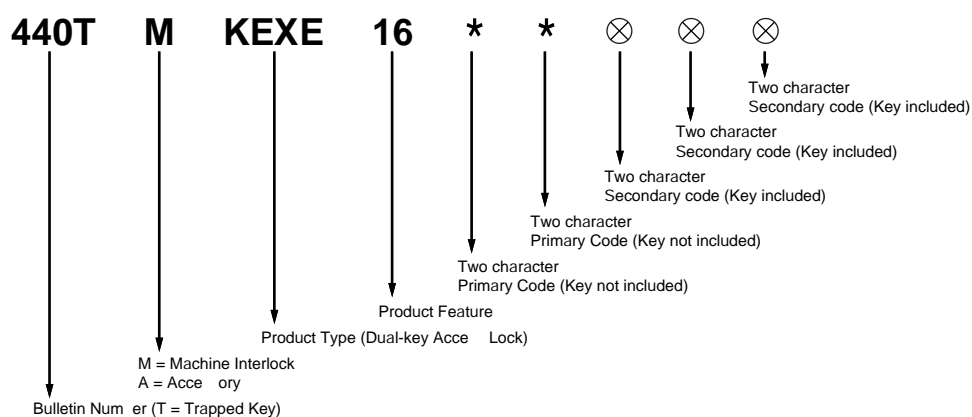 440T M KEXE 16 * * ⊗ ⊗ ⊗
Two character
Secondary code (Key included)
Two character
Secondary code (Key included)
Two character
Secondary code (Key included)
Two character
Primary Code (Key not included)
Two character
Primary Code (Key not included)
Product Feature
Product Type (Dual-key Acce Lock)
M = Machine Interlock
A = Acce ory
Bulletin Num er (T = Trapped Key)